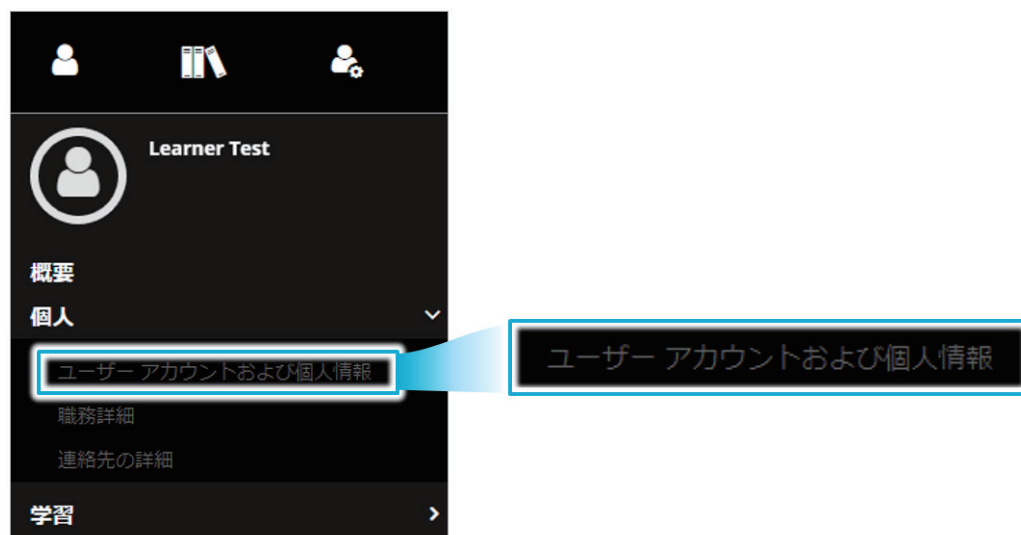 Learner Test
概要
個人
ユーザー アカウントおよび個人情報
ユーザー アカウントおよび個人情報
職務詳細
連絡先の詳細
学習